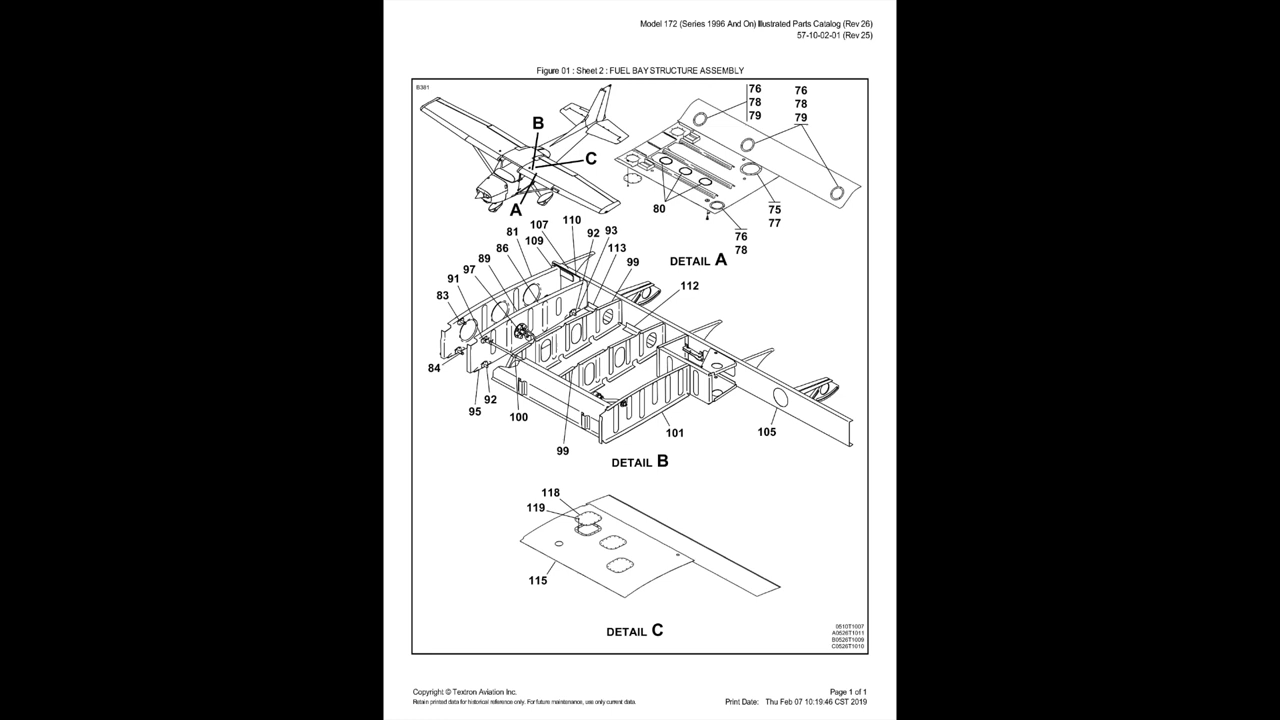 Model 172 (Series 1996 And On) Illustrated Parts Catalog (Rev 26)
57-10-02-01 (Rev 25)
Figure 01 : Sheet 2 : FUEL BAY STRUCTURE ASSEMBLY
B381
B
C
A
76
78
79
76
78
79
80
75
77
76
78
DETAIL A
81
107
109
110
86
92
93
89
113
97
99
91
112
83
84
92
95
100
99
101
105
DETAIL B
118
119
115
DETAIL C
0510T1007
A0526T1011
B0526T1009
C0526T1010
Copyright © Textron Aviation Inc.
Page 1 of 1
Retain printed data for historical reference only. For future maintenance, use only current data.
Print Date: Thu Feb 07 10:19:46 CST 2019